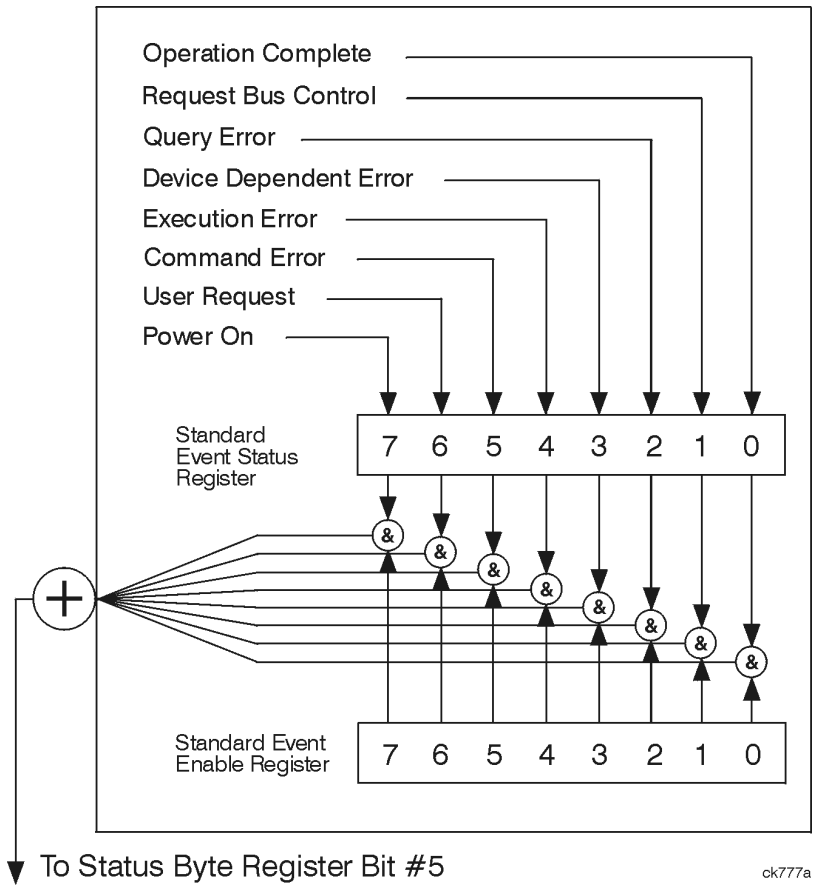 Operation Complete
Request Bus Control
Query Error
Device Dependent Error
Execution Error
Command Error
User Request
Power On
Standard
Event Status
Register
7 6 5 4 3 2 1 0
&
&
&
&
&
&
&
&
+
Standard Event
Enable Register
7 6 5 4 3 2 1 0
To Status Byte Register Bit #5
ck777a